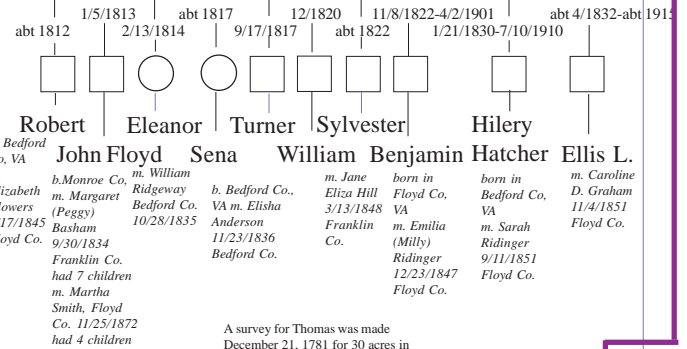 1/5/1813
abt 1817
12/1820
11/8/1822-4/2/1901
abt 4/1832-abt 1915
abt 1812
2/13/1814
9/17/1817
abt 1822
1/21/1830-7/10/1910
Robert
Eleanor
Turner
Sylvester
Hilery
John Floyd
Sena
William
Benjamin
Hatcher
Ellis L.
Bedford
VA
b.Monroe Co,
m. Margaret
(Peggy)
Basham
9/30/1834
Franklin Co.
had 7 children
m. Martha
Smith, Floyd
Co. 11/25/1872
had 4 children
m. William
Ridgeway
Bedford Co.
10/28/1835
b. Bedford Co.,
VA m. Elisha
Anderson
11/23/1836
Bedford Co.
m. Jane
Eliza Hill
3/13/1848
Franklin
Co.
born in
Floyd Co,
VA
m. Emilia
(Milly)
Ridinger
12/23/1847
Floyd Co.
born in
Bedford Co,
VA
m. Sarah
Ridinger
9/11/1851
Floyd Co.
m. Caroline
D. Graham
11/4/1851
Floyd Co.
A survey for Thomas was made
December 21, 1781 for 30 acres in